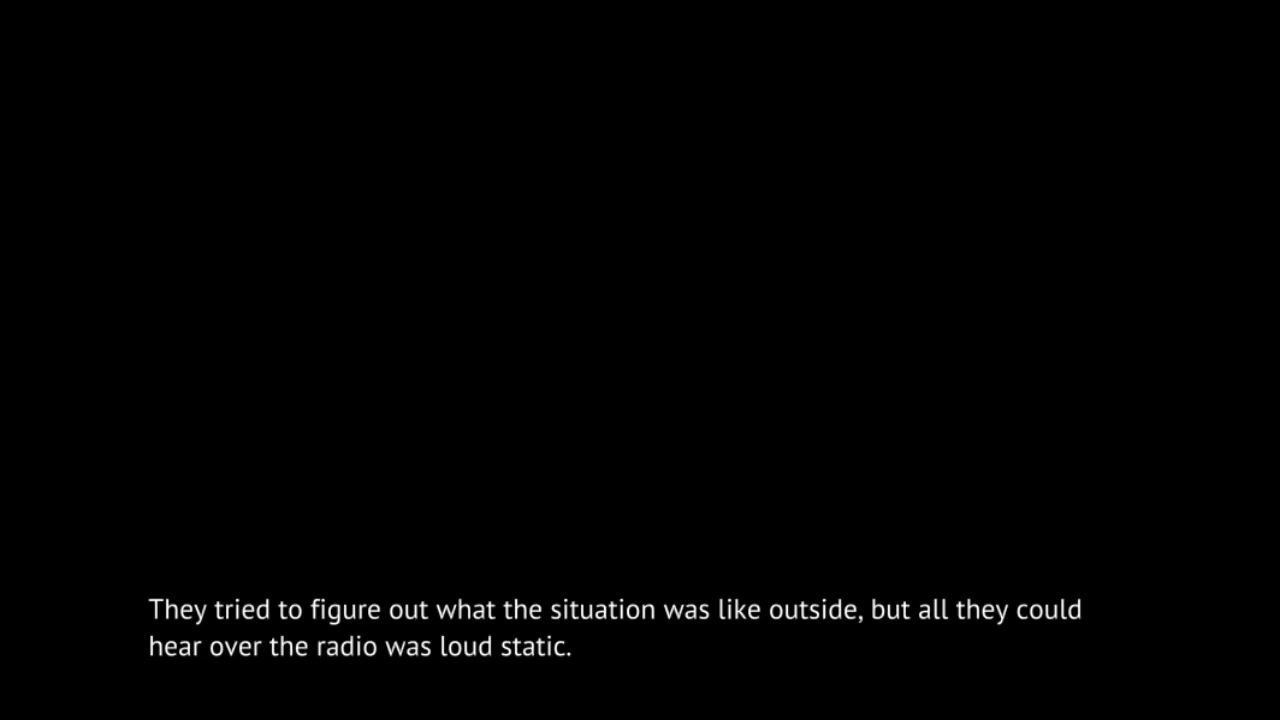 They tried to figure out what the situation was like outside, but all they could
hear over the radio was loud static.